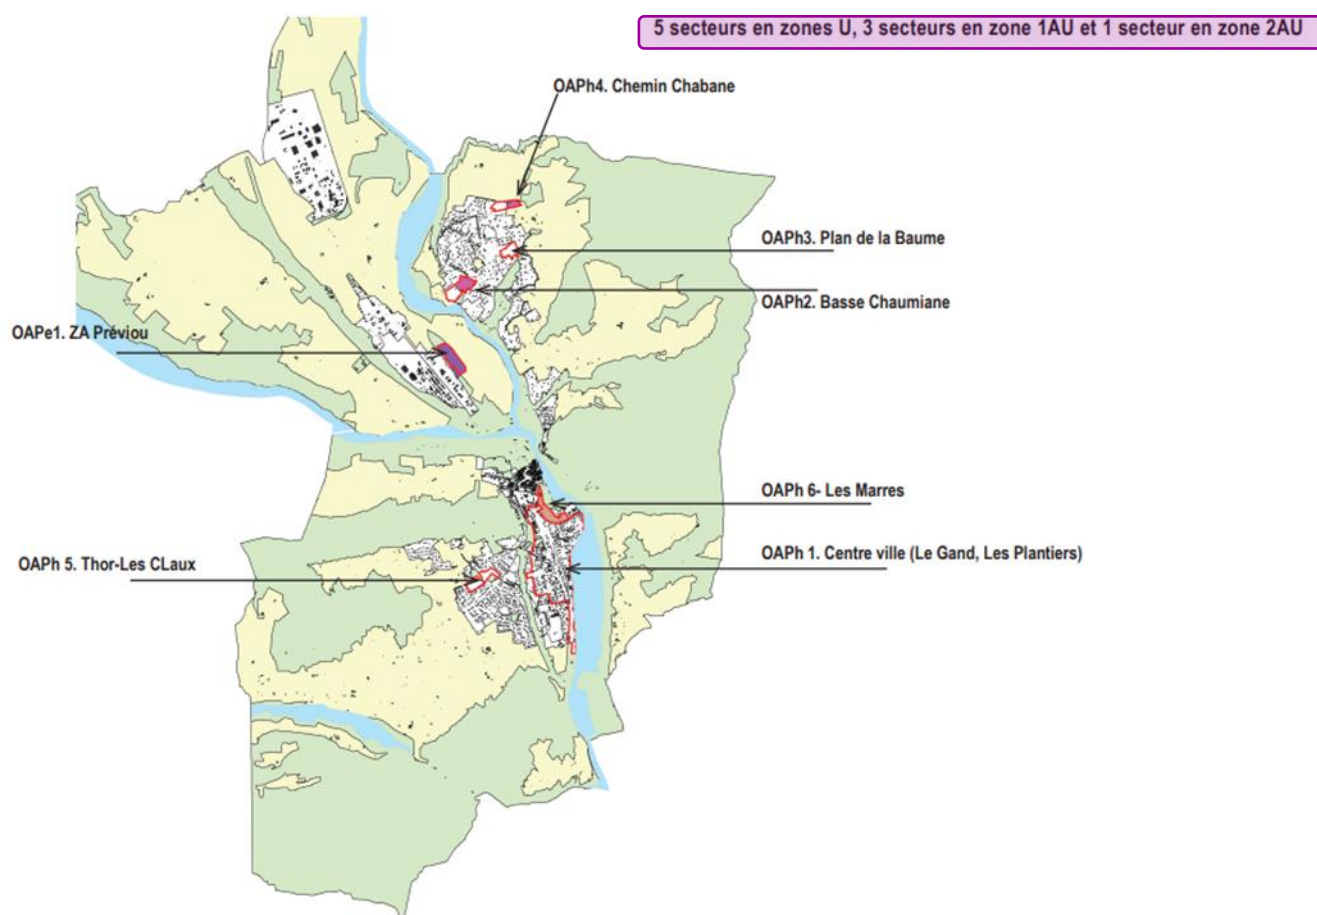 5 secteurs en zones U, 3 secteurs en zone 1AU et 1 secteur en zone 2AU
OAPh4. Chemin Chabane
OAPh3. Plan de la Baume
OAPh2. Basse Chaumiane
OAPe1. ZA Préviou
OAPh 6- Les Marres
OAPh 1. Centre ville (Le Gand, Les Plantiers)
OAPh 5. Thor-Les CLaux